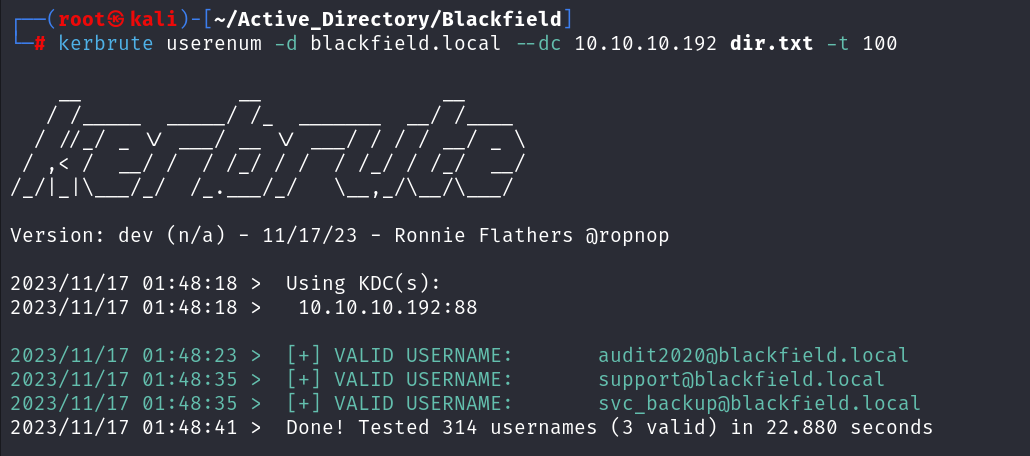 ┌──(root㉿kali)-[~/Active_Directory/Blackfield]
└─# kerbrute userenum -d blackfield.local --dc 10.10.10.192 dir.txt -t 100
    __             __               __
   / /_____  _____/ /_  _______  __/ /____
  / //_/ _ \/ ___/ __ \/ ___/ / / / __/ _ \
 / ,< /  __/ /  / /_/ / /  / /_/ / /_/  __/
/_/|_|\___/_/  /_.___/_/   \__,_/\__/\___/
Version: dev (n/a) - 11/17/23 - Ronnie Flathers @ropnop
2023/11/17 01:48:18 >  Using KDC(s):
2023/11/17 01:48:18 >   10.10.10.192:88
2023/11/17 01:48:23 >  [+] VALID USERNAME:       audit2020@blackfield.local
2023/11/17 01:48:35 >  [+] VALID USERNAME:       support@blackfield.local
2023/11/17 01:48:35 >  [+] VALID USERNAME:       svc_backup@blackfield.local
2023/11/17 01:48:41 >  Done! Tested 314 usernames (3 valid) in 22.880 seconds